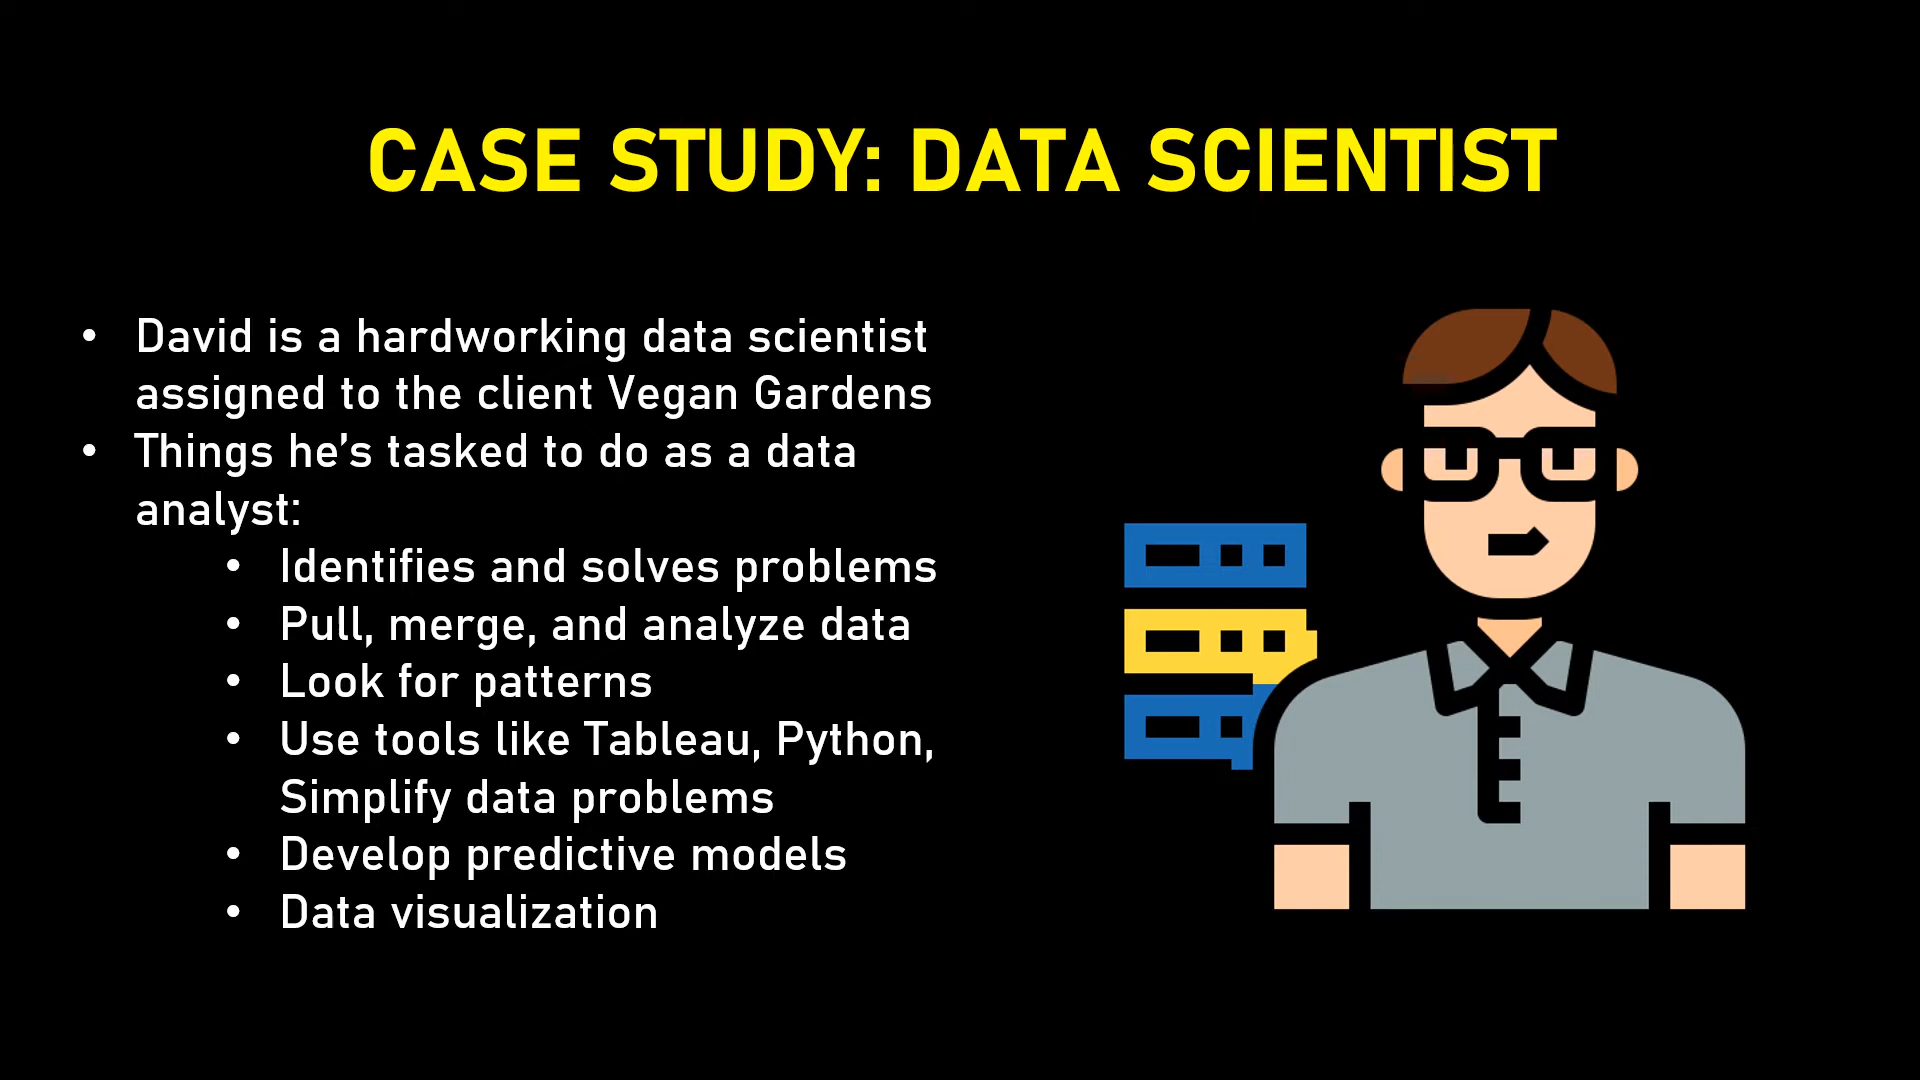 CASE STUDY: DATA SCIENTIST
• David is a hardworking data scientist
assigned to the client Vegan Gardens
• Things he’s tasked to do as a data
analyst:
• Identifies and solves problems
• Pull, merge, and analyze data
• Look for patterns
• Use tools like Tableau, Python,
Simplify data problems
• Develop predictive models
• Data visualization